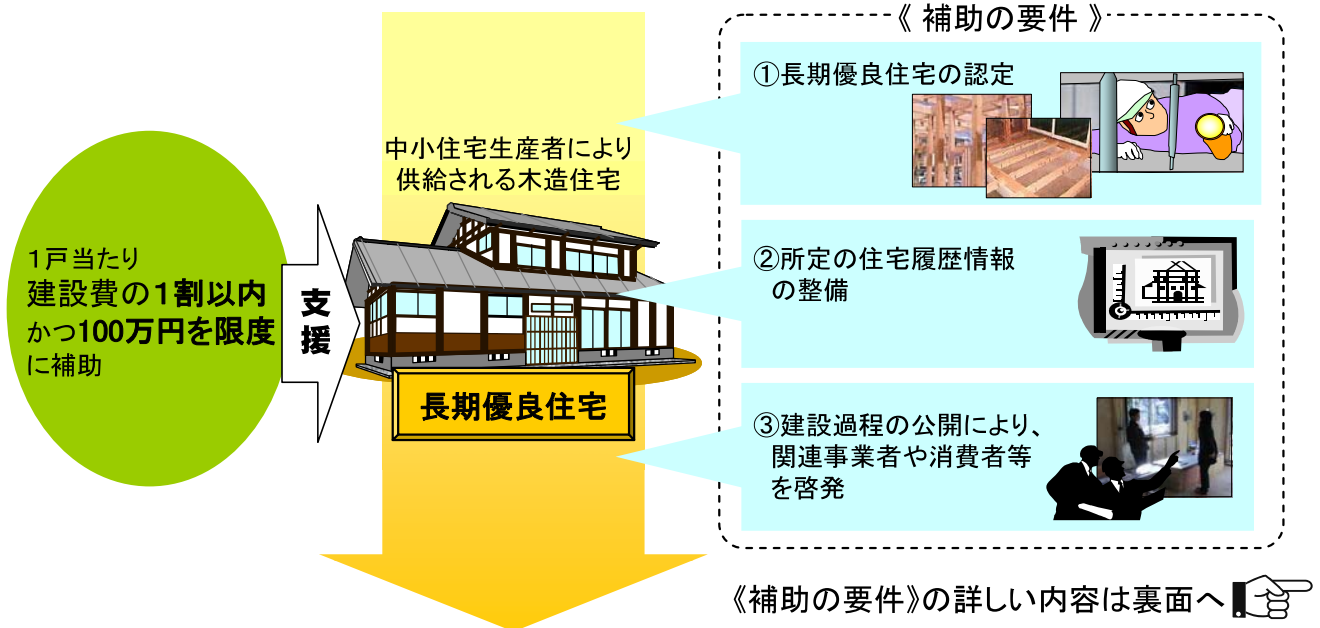 《 補助の要件 》
①長期優良住宅の認定
中小住宅生産者により
供給される木造住宅
②所定の住宅履歴情報
の整備
1戸当たり
建設費の1割以内
かつ100万円を限度
に補助
支援
長期優良住宅
③建設過程の公開により、
関連事業者や消費者等
を啓発
《補助の要件》の詳しい内容は裏面へ